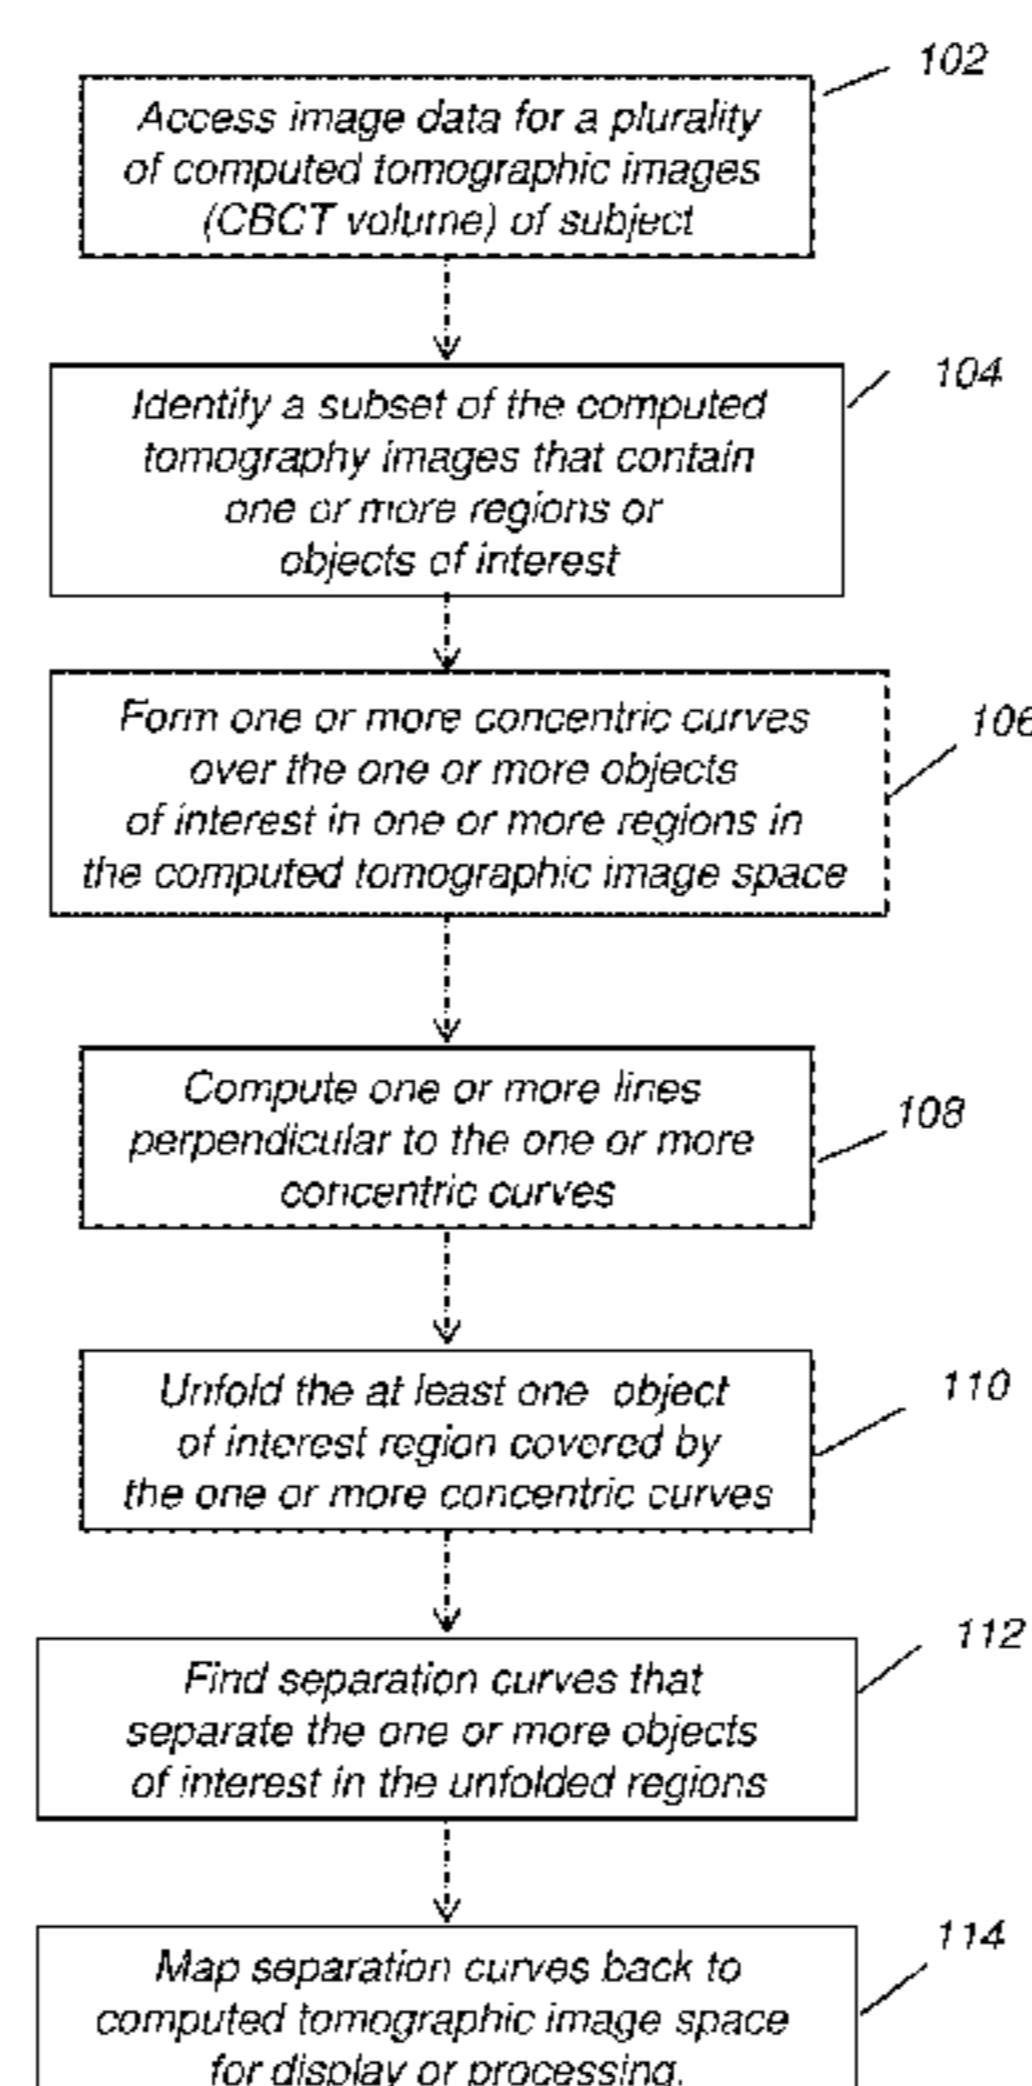 102
Access image data for a plurality
of computed tomographic images
(CBCT volume) of subject
104
Identify a subset of the computed
tomography images that contain
one or more regions or
objects of interest
106
Form one or more concentric curves
over the one or more objects
of interest in one or more regions in
the computed tomographic image space
108
Compute one or more lines
perpendicular to the one or more
concentric curves
110
Unfold the at least one object
of interest region covered by
the one or more concentric curves
112
Find separation curves that
separate the one or more objects
of interest in the unfolded regions
114
Map separation curves back to
computed tomographic image space
for display or processing.